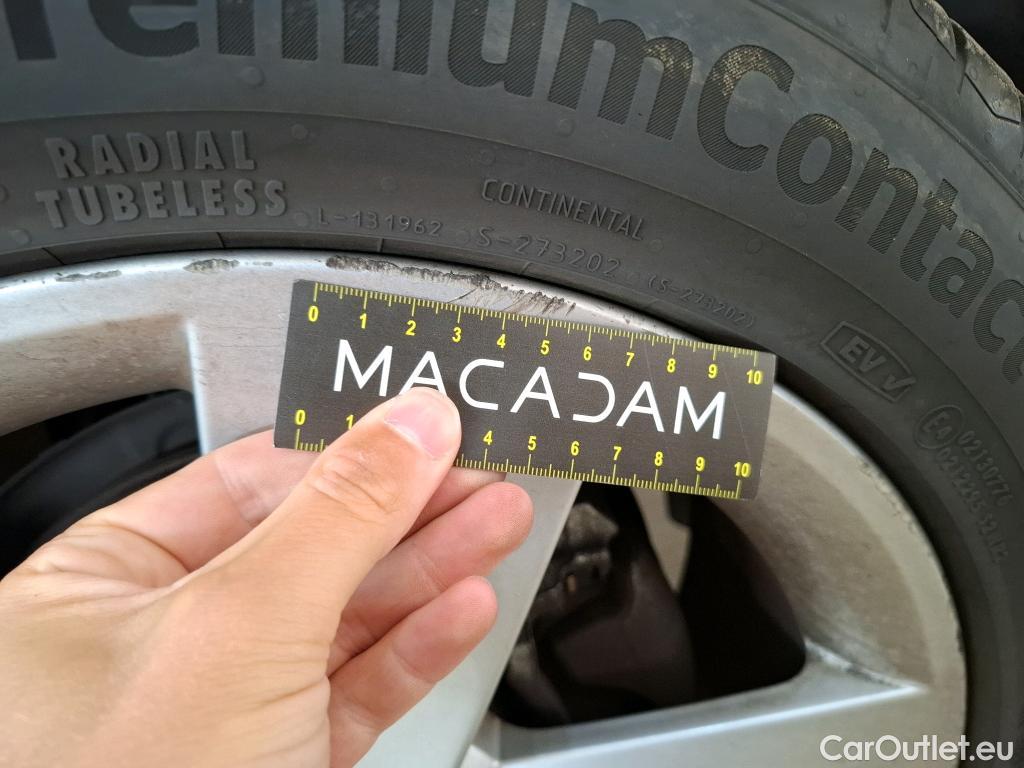 PremiumContact
RADIAL
TUBELESS
CONTINENTAL
L-131962 S-273202 (S-273202)
EV ✓
0 1 2 3 4 5 6 7 8 9 10
MACADAM
0 1 4 5 6 7 8 9 10
CarOutlet.eu